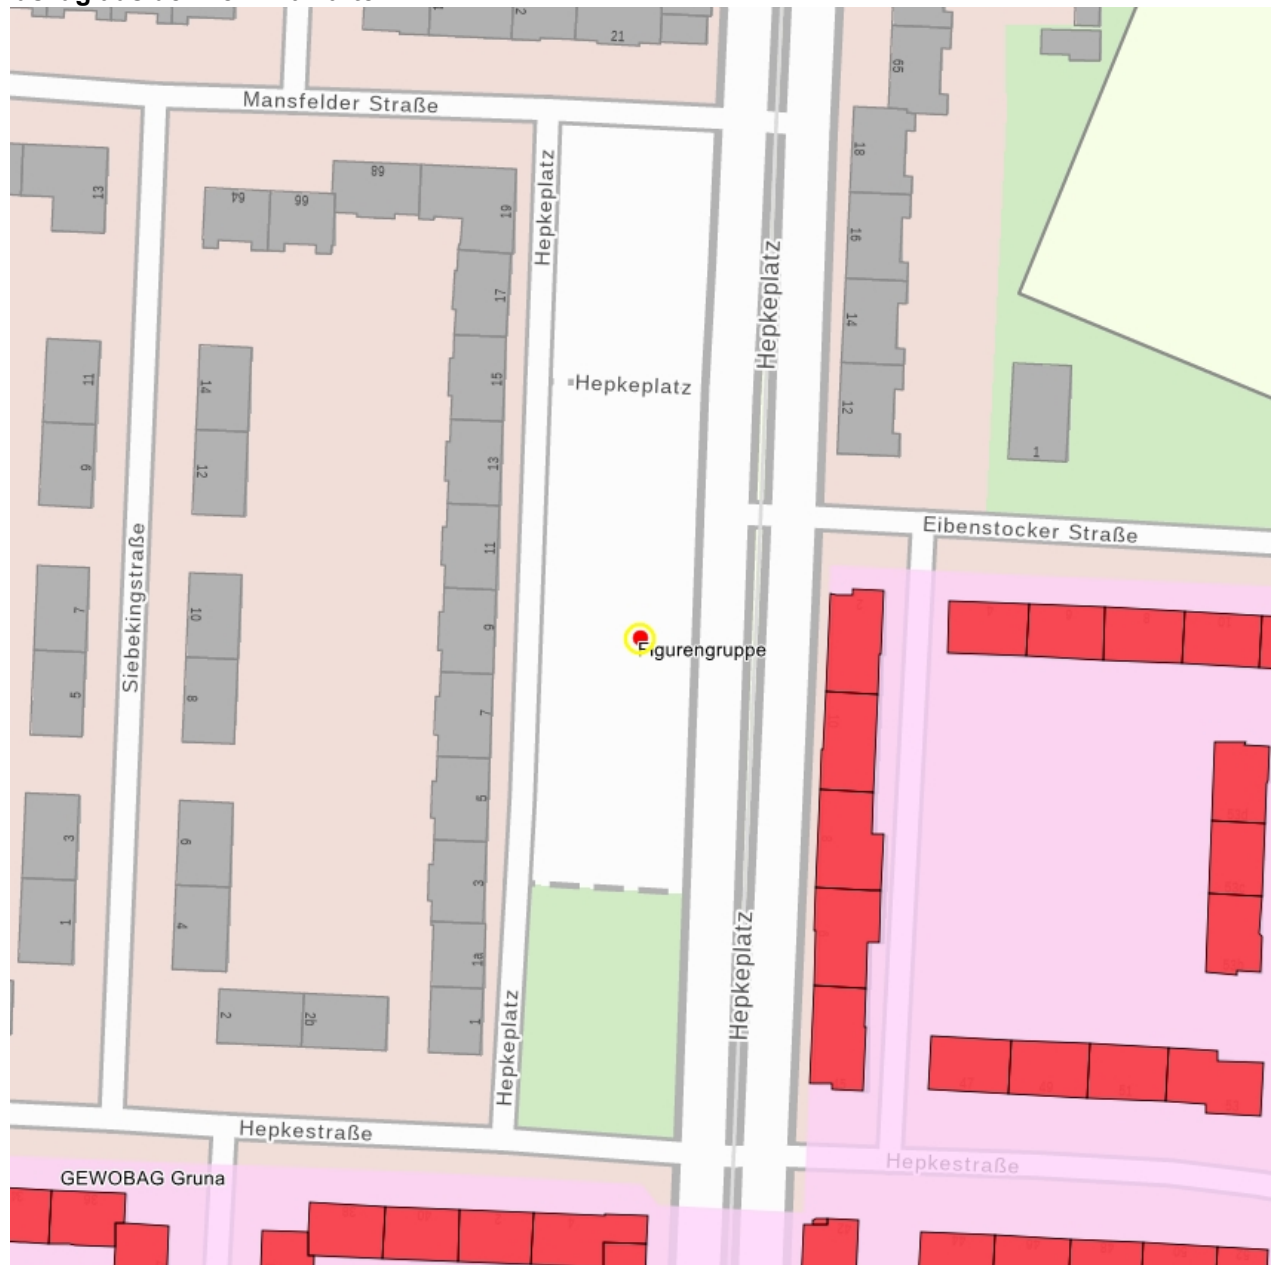 21
65
Mansfelder Straße
18
13
68
64
66
19
Hepkeplatz
16
17
Hepkeplatz
14
11
14
15
Hepkeplatz
12
9
12
13
1
Eibenstocker Straße
11
Siebekingstraße
7
10
9
Figurengruppe
5
8
7
5
3
6
3
1
4
1a
Hepkeplatz
2
2b
1
Hepkeplatz
Hepkestraße
Hepkestraße
GEWOBAG Gruna